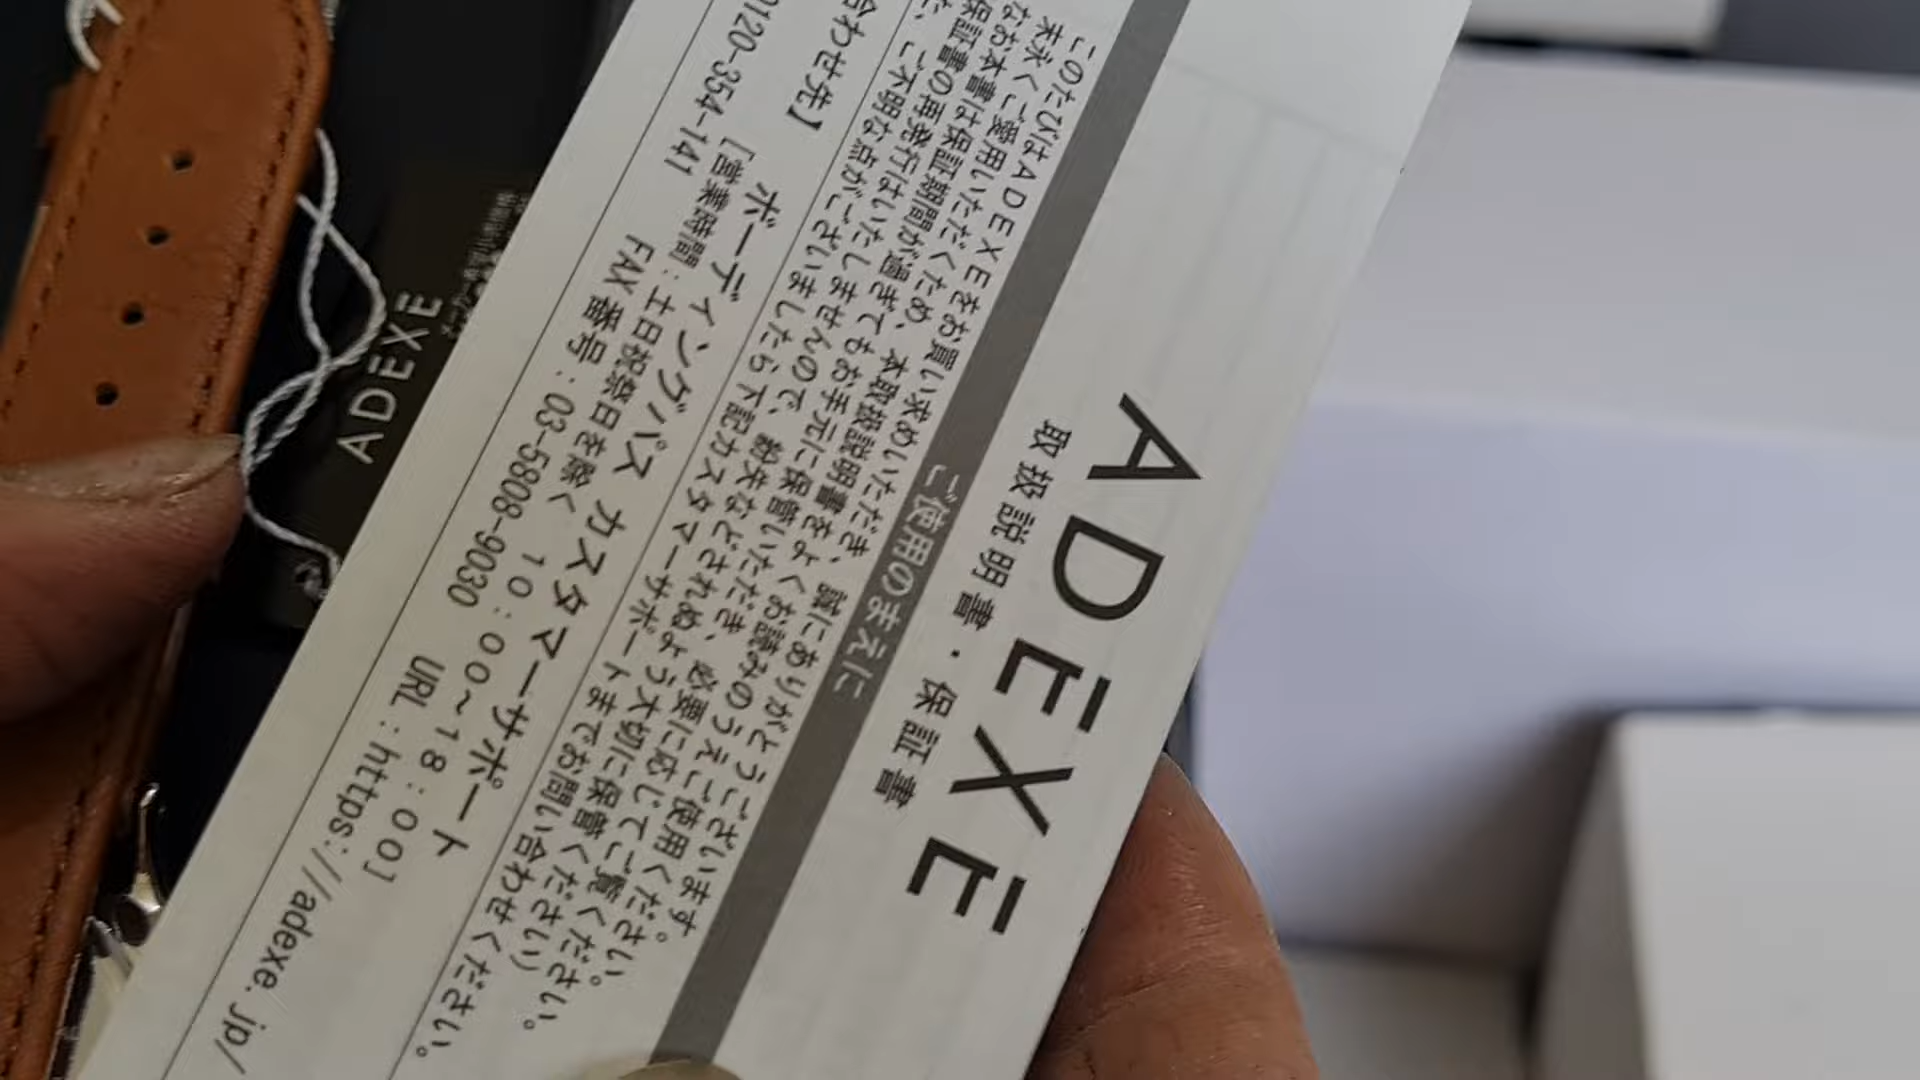 ADEXE
取扱説明書・保証書
ご使用のまえに
このたびはADEXEをお買い求めいただき、誠にありがとうございます。
末永くご愛用いただくため、本取扱説明書をよくお読みのうえご使用ください。
なお本書は保証期間が過ぎてもお手元に保管いただき、必要に応じてご覧ください。
保証書の再発行はいたしませんので、紛失などされぬよう大切に保管ください)
た、ご不明な点がございましたら下記カスタマーサポートまでお問い合わせください。
合わせ先】
ボーディングパス カスタマーサポート
0120-354-141 [営業時間:土日祝祭日を除く 10:00~18:00]
FAX番号:03-5808-9030 URL:https://adexe.jp/
ADEXE